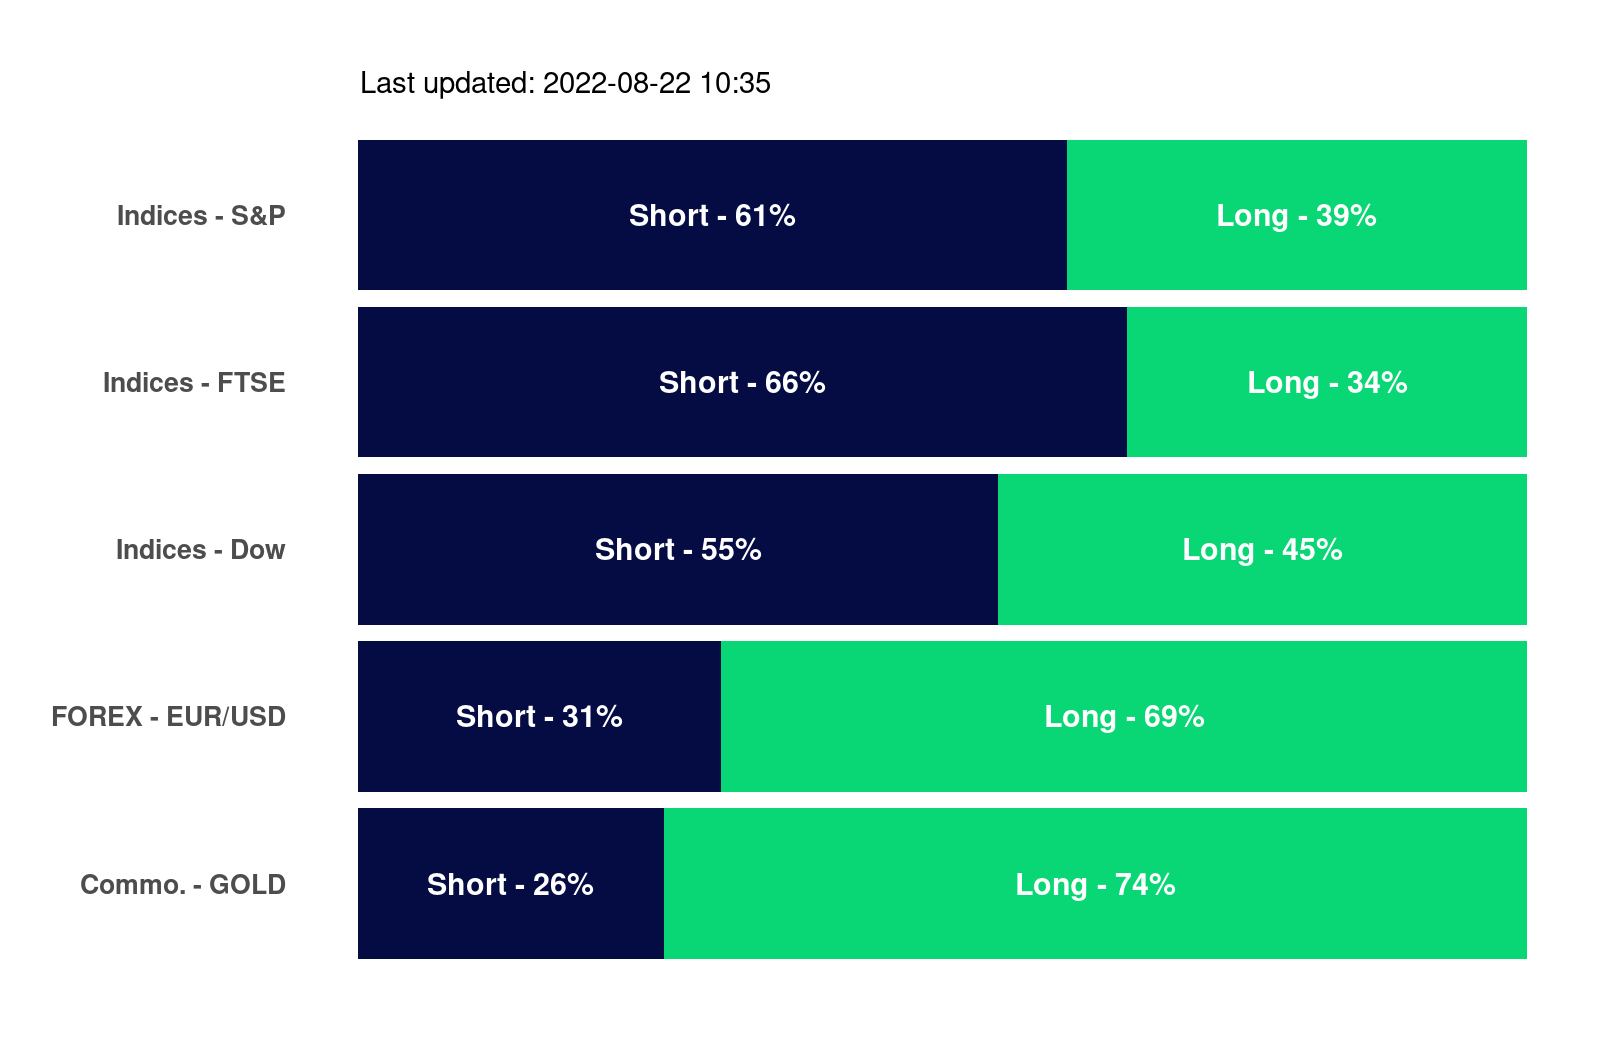 Last updated: 2022-08-22 10:35
Indices - S&P Short - 61% Long - 39%
Indices - FTSE Short - 66% Long - 34%
Indices - Dow Short - 55% Long - 45%
FOREX - EUR/USD Short - 31% Long - 69%
Commo. - GOLD Short - 26% Long - 74%